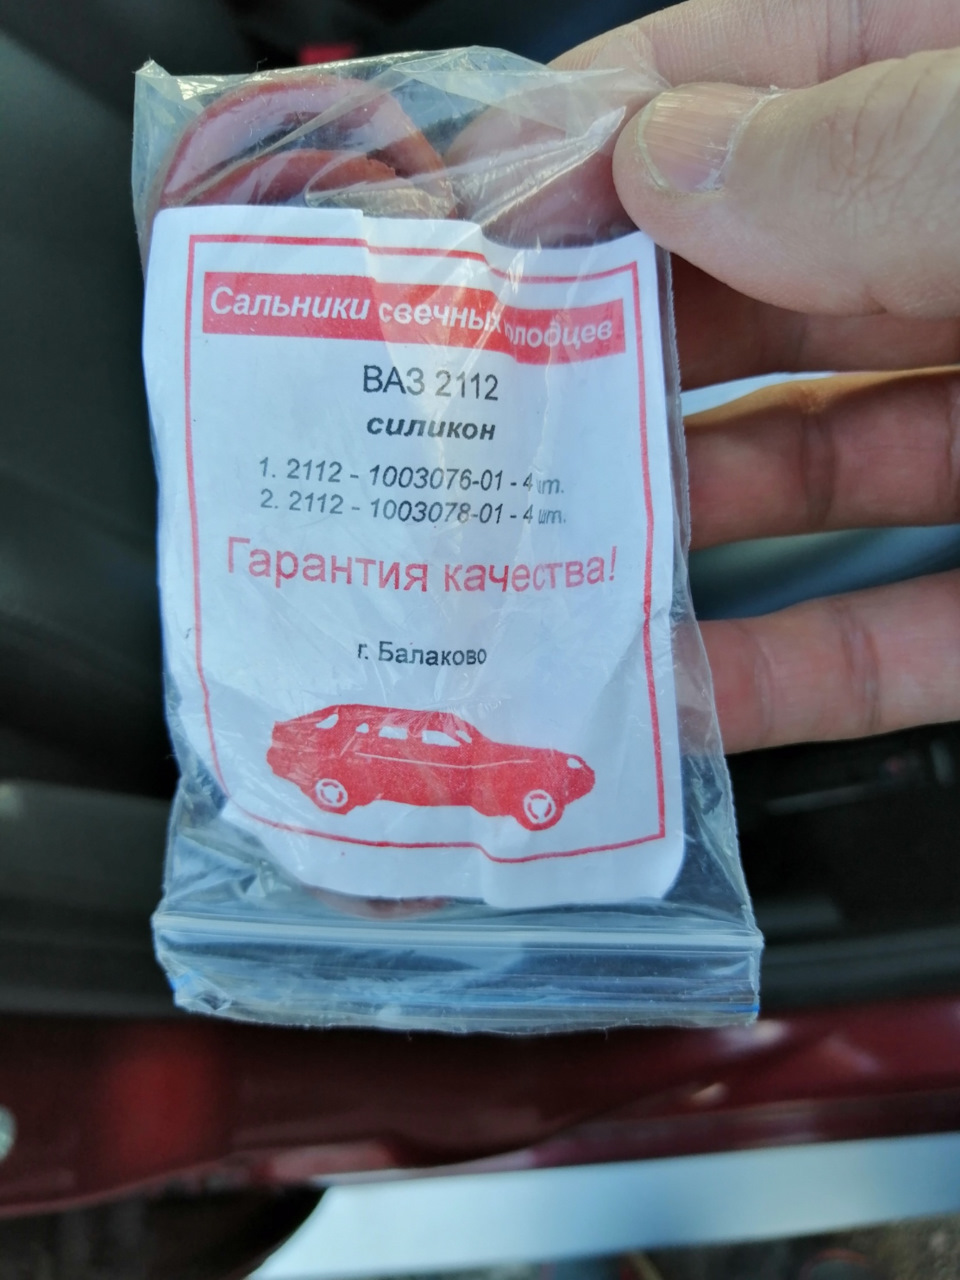 Сальники свечных колодцев
ВАЗ 2112
силикон
1. 2112 - 1003076-01 - 4 шт.
2. 2112 - 1003078-01 - 4 шт.
Гарантия качества!
г. Балаково